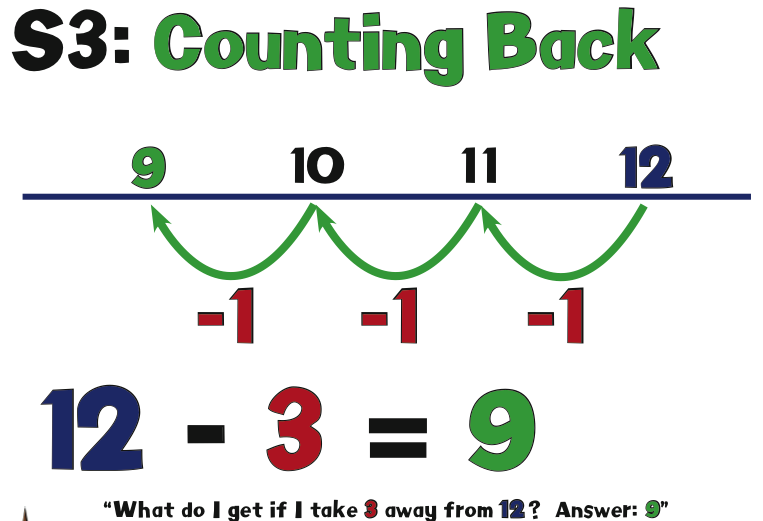 S3: Counting Back
9 10 11 12
-1 -1 -1
12 - 3 = 9
“What do I get if I take 3 away from 12? Answer: 9”